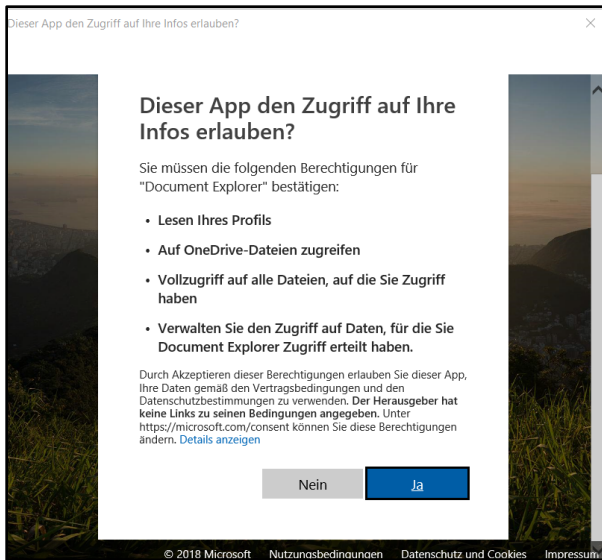 Dieser App den Zugriff auf Ihre Infos erlauben?
Dieser App den Zugriff auf Ihre
Infos erlauben?
Sie müssen die folgenden Berechtigungen für
"Document Explorer" bestätigen:
• Lesen Ihres Profils
• Auf OneDrive-Dateien zugreifen
• Vollzugriff auf alle Dateien, auf die Sie Zugriff
haben
• Verwalten Sie den Zugriff auf Daten, für die Sie
Document Explorer Zugriff erteilt haben.
Durch Akzeptieren dieser Berechtigungen erlauben Sie dieser App,
Ihre Daten gemäß den Vertragsbedingungen und den
Datenschutzbestimmungen zu verwenden. Der Herausgeber hat
keine Links zu seinen Bedingungen angegeben. Unter
https://microsoft.com/consent können Sie diese Berechtigungen
ändern. Details anzeigen
Nein
Ja
© 2018 Microsoft Nutzungsbedingungen Datenschutz und Cookies Impressum